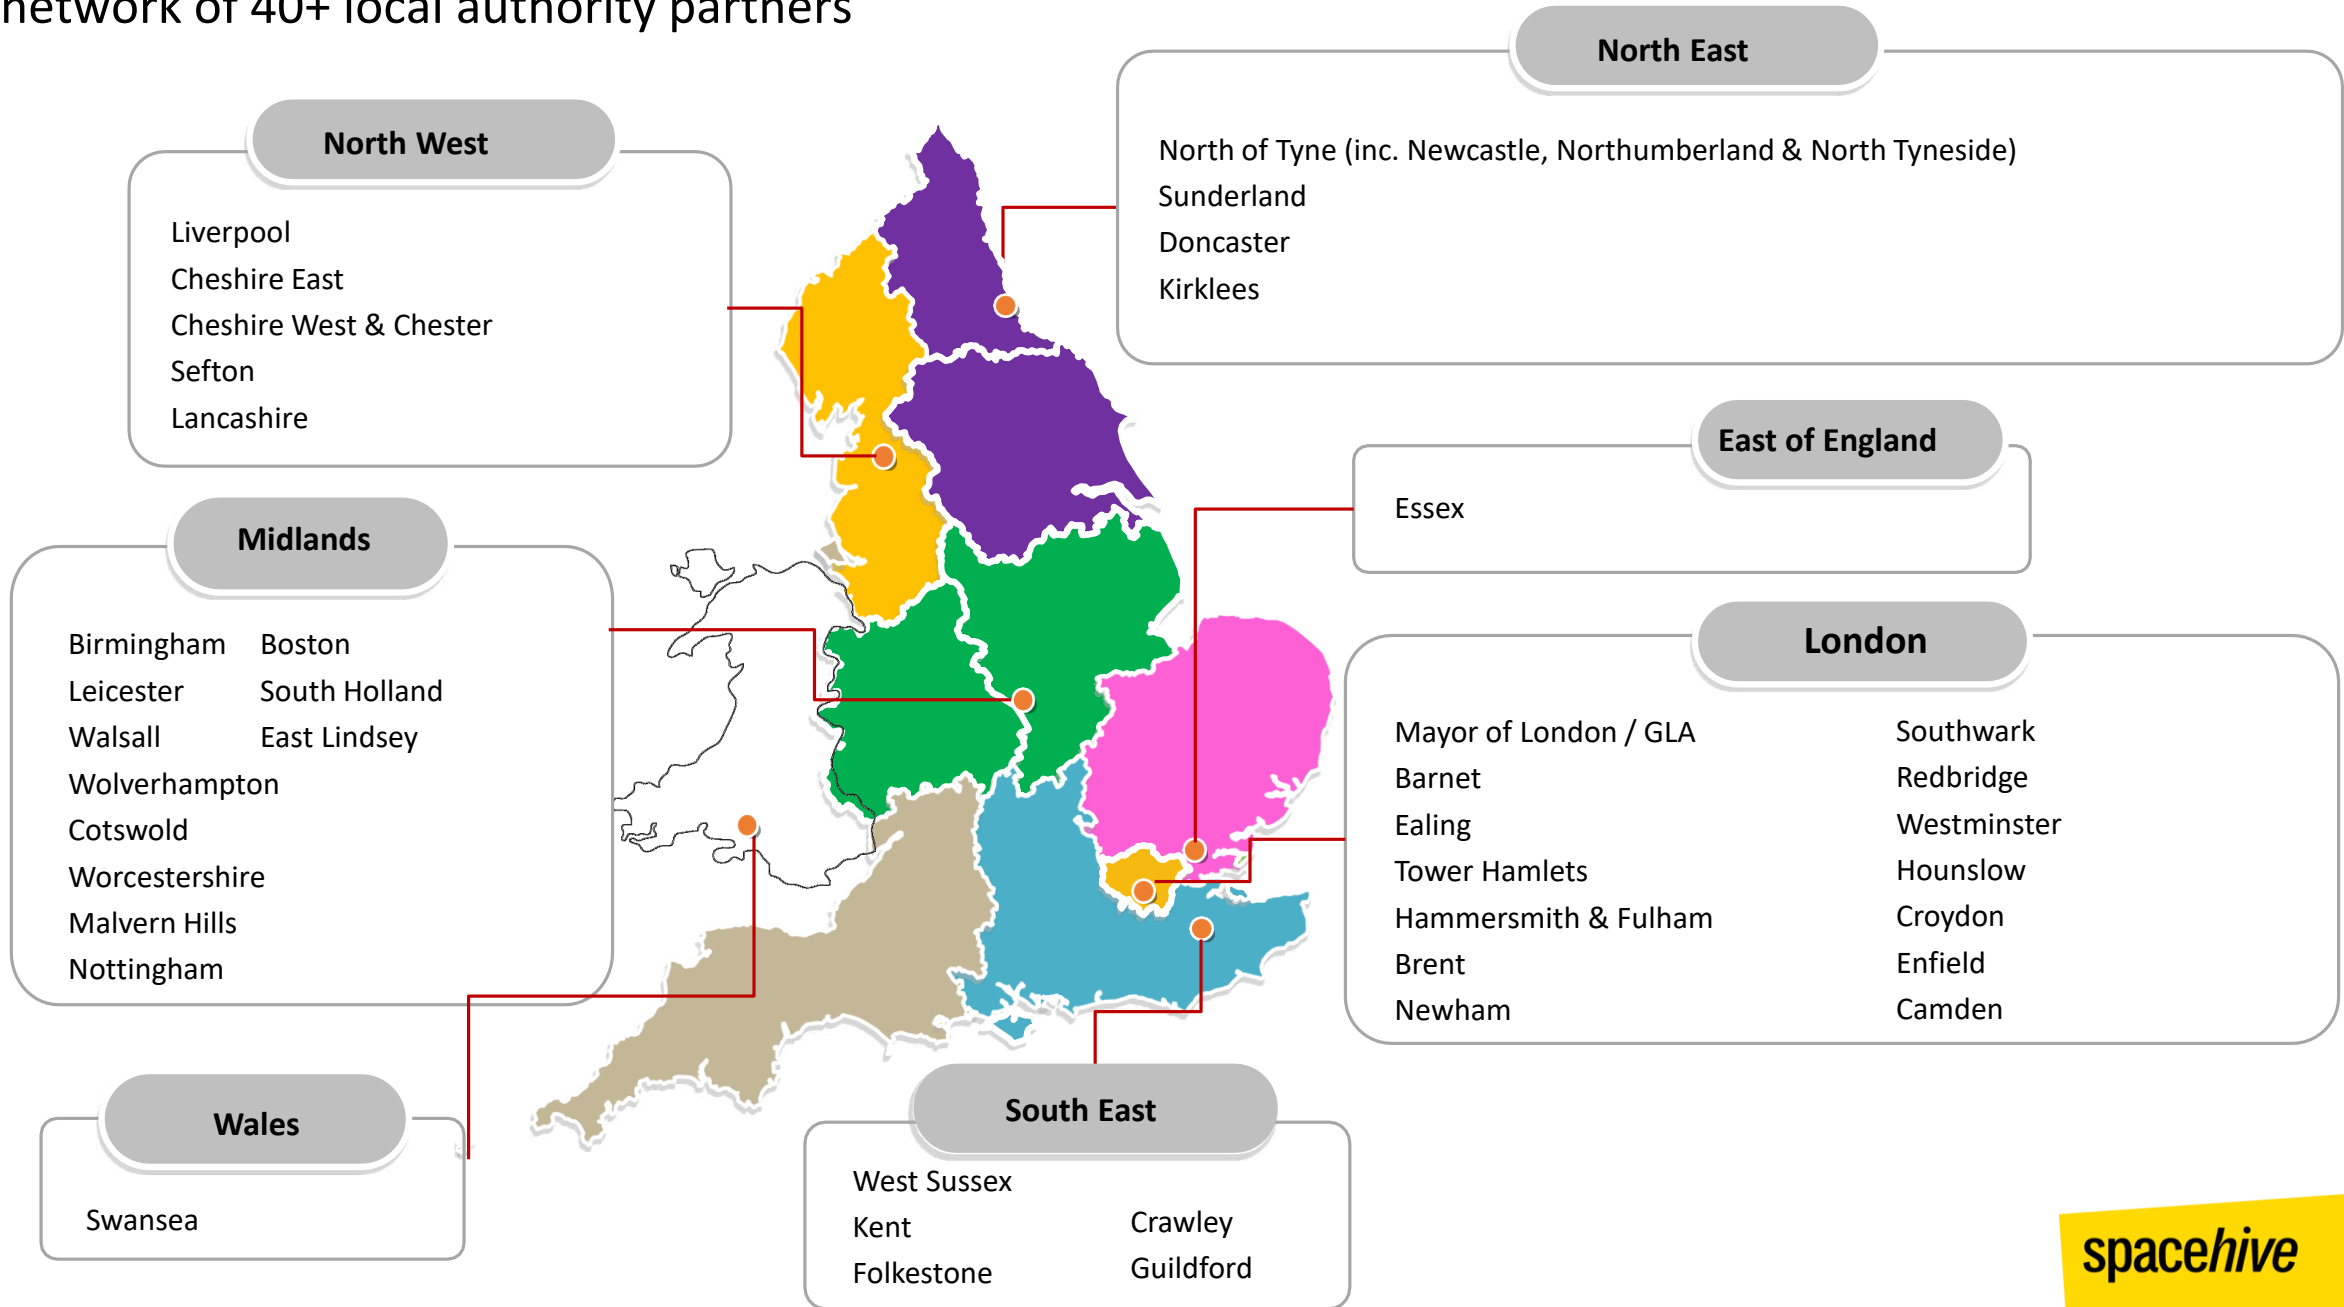 network of 40+ local authority partners
North East
North of Tyne (inc. Newcastle, Northumberland & North Tyneside)
Sunderland
Doncaster
Kirklees
North West
Liverpool
Cheshire East
Cheshire West & Chester
Sefton
Lancashire
East of England
Essex
Midlands
Birmingham
Leicester
Walsall
Wolverhampton
Cotswold
Worcestershire
Malvern Hills
Nottingham
Boston
South Holland
East Lindsey
London
Mayor of London / GLA
Barnet
Ealing
Tower Hamlets
Hammersmith & Fulham
Brent
Newham
Southwark
Redbridge
Westminster
Hounslow
Croydon
Enfield
Camden
Wales
Swansea
South East
West Sussex
Kent
Folkestone
Crawley
Guildford
spacehive